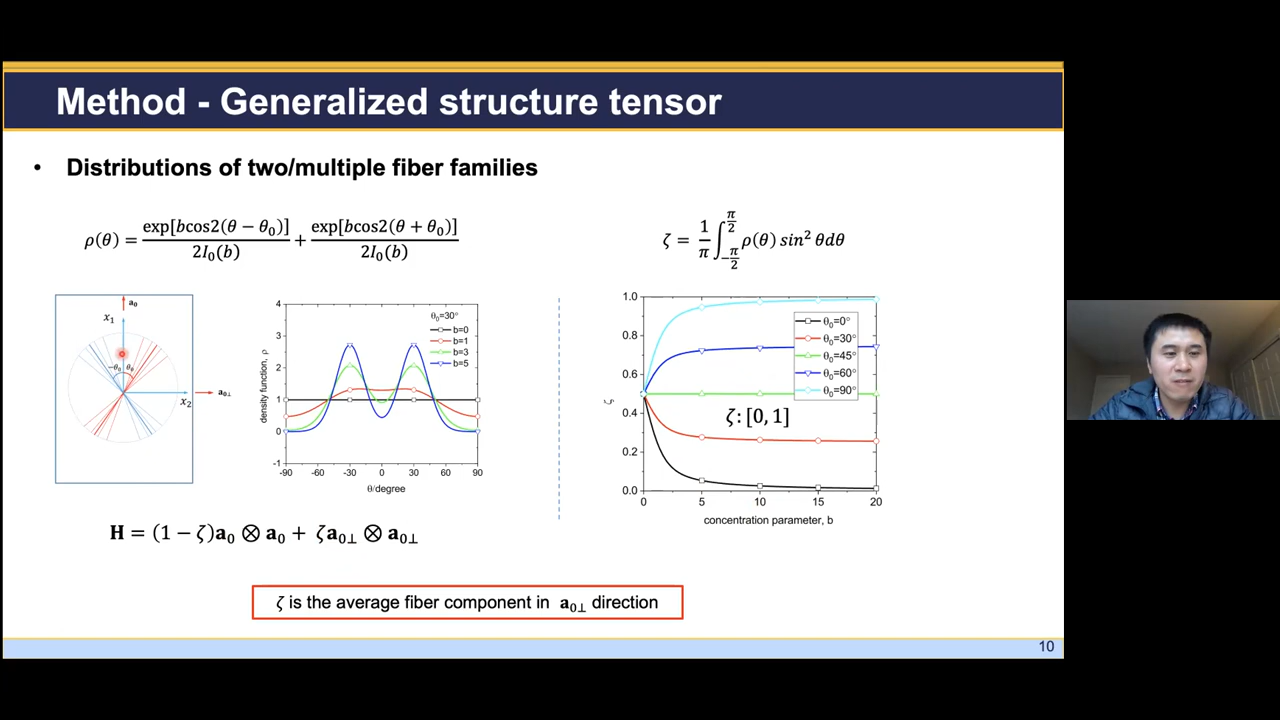 Method - Generalized structure tensor
• Distributions of two/multiple fiber families
ρ(θ) = exp[bcos2(θ − θ₀)] / 2I₀(b) + exp[bcos2(θ + θ₀)] / 2I₀(b)
ζ = 1/π ∫_{−π/2}^{π/2} ρ(θ) sin² θdθ
a₀
x₁
−θ₀ θ₀
x₂
a₀⊥
4
3
2
1
0
-1
density function, ρ
θ₀=30°
b=0
b=1
b=3
b=5
-90 -60 -30 0 30 60 90
θ/degree
1.0
0.8
0.6
0.4
0.2
0.0
ζ
θ₀=0°
θ₀=30°
θ₀=45°
θ₀=60°
θ₀=90°
ζ: [0, 1]
0 5 10 15 20
concentration parameter, b
H = (1 − ζ)a₀ ⊗ a₀ + ζa₀⊥ ⊗ a₀⊥
ζ is the average fiber component in a₀⊥ direction
10